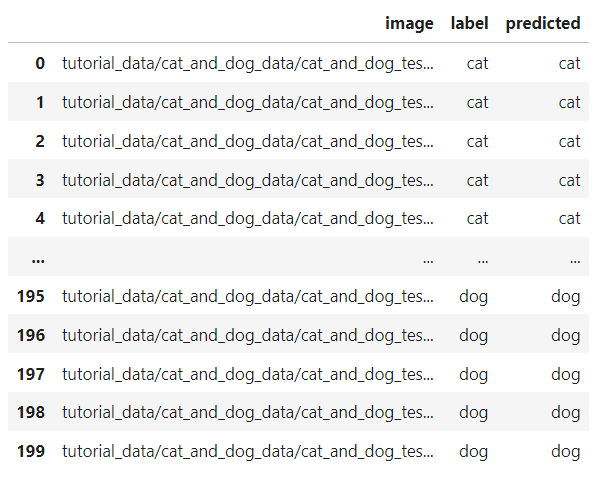 image label predicted
0 tutorial_data/cat_and_dog_data/cat_and_dog_tes... cat cat
1 tutorial_data/cat_and_dog_data/cat_and_dog_tes... cat cat
2 tutorial_data/cat_and_dog_data/cat_and_dog_tes... cat cat
3 tutorial_data/cat_and_dog_data/cat_and_dog_tes... cat cat
4 tutorial_data/cat_and_dog_data/cat_and_dog_tes... cat cat
... ... ... ...
195 tutorial_data/cat_and_dog_data/cat_and_dog_tes... dog dog
196 tutorial_data/cat_and_dog_data/cat_and_dog_tes... dog dog
197 tutorial_data/cat_and_dog_data/cat_and_dog_tes... dog dog
198 tutorial_data/cat_and_dog_data/cat_and_dog_tes... dog dog
199 tutorial_data/cat_and_dog_data/cat_and_dog_tes... dog dog